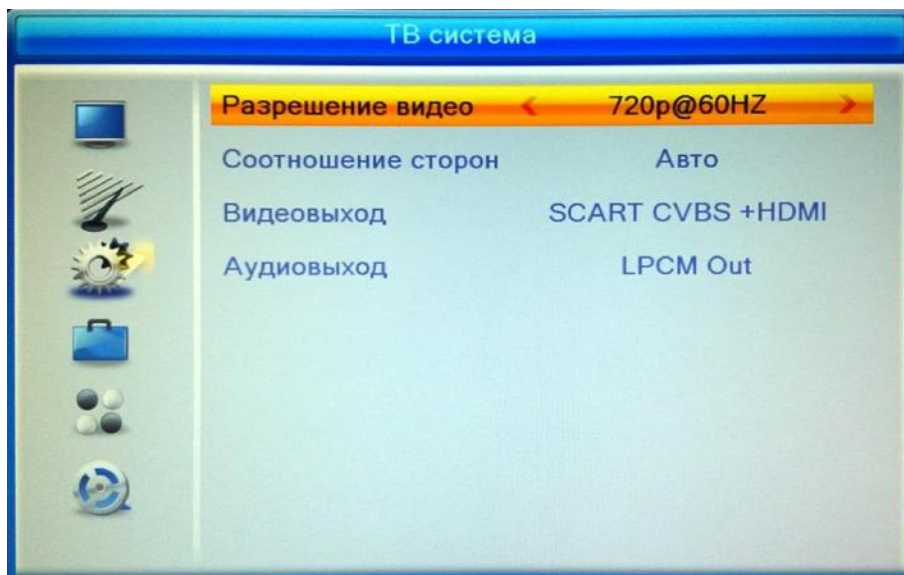 ТВ система
Разрешение видео 720p@60HZ
Соотношение сторон Авто
Видеовыход SCART CVBS +HDMI
Аудиовыход LPCM Out